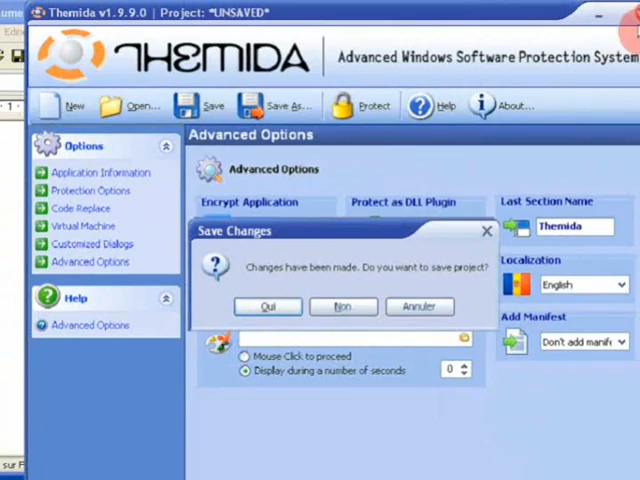 Themida v1.9.9.0 | Project: *UNSAVED*
THEMIDA
Advanced Windows Software Protection System
New
Open...
Save
Save As...
Protect
Help
About...
Options
Application Information
Protection Options
Code Replace
Virtual Machine
Customized Dialogs
Advanced Options
Help
Advanced Options
Advanced Options
Advanced Options
Encrypt Application
Protect as DLL Plugin
Last Section Name
Themida
Save Changes
Changes have been made. Do you want to save project?
Oui
Non
Annuler
Localization
English
Add Manifest
Don't add manif
Mouse Click to proceed
Display during a number of seconds
0
sur